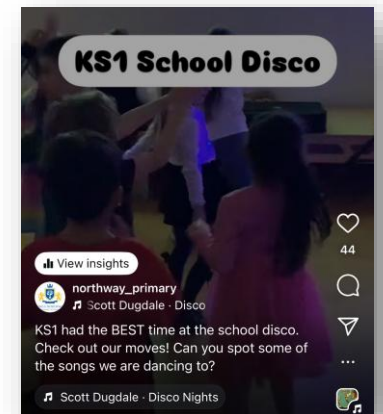 KS1 School Disco
44
View insights
northway_primary
Scott Dugdale · Disco
KS1 had the BEST time at the school disco.
Check out our moves! Can you spot some of
the songs we are dancing to?
Scott Dugdale · Disco Nights